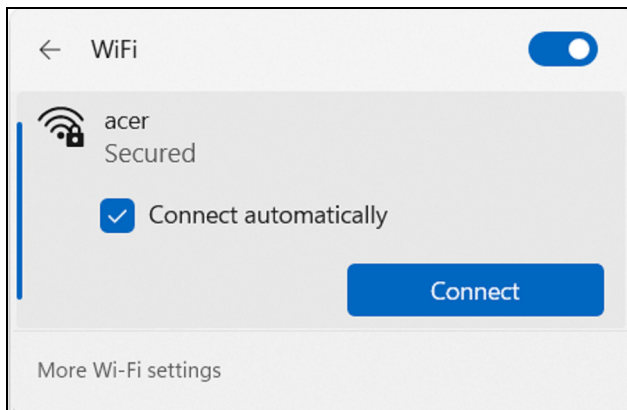 WiFi
acer
Secured
Connect automatically
Connect
More Wi-Fi settings